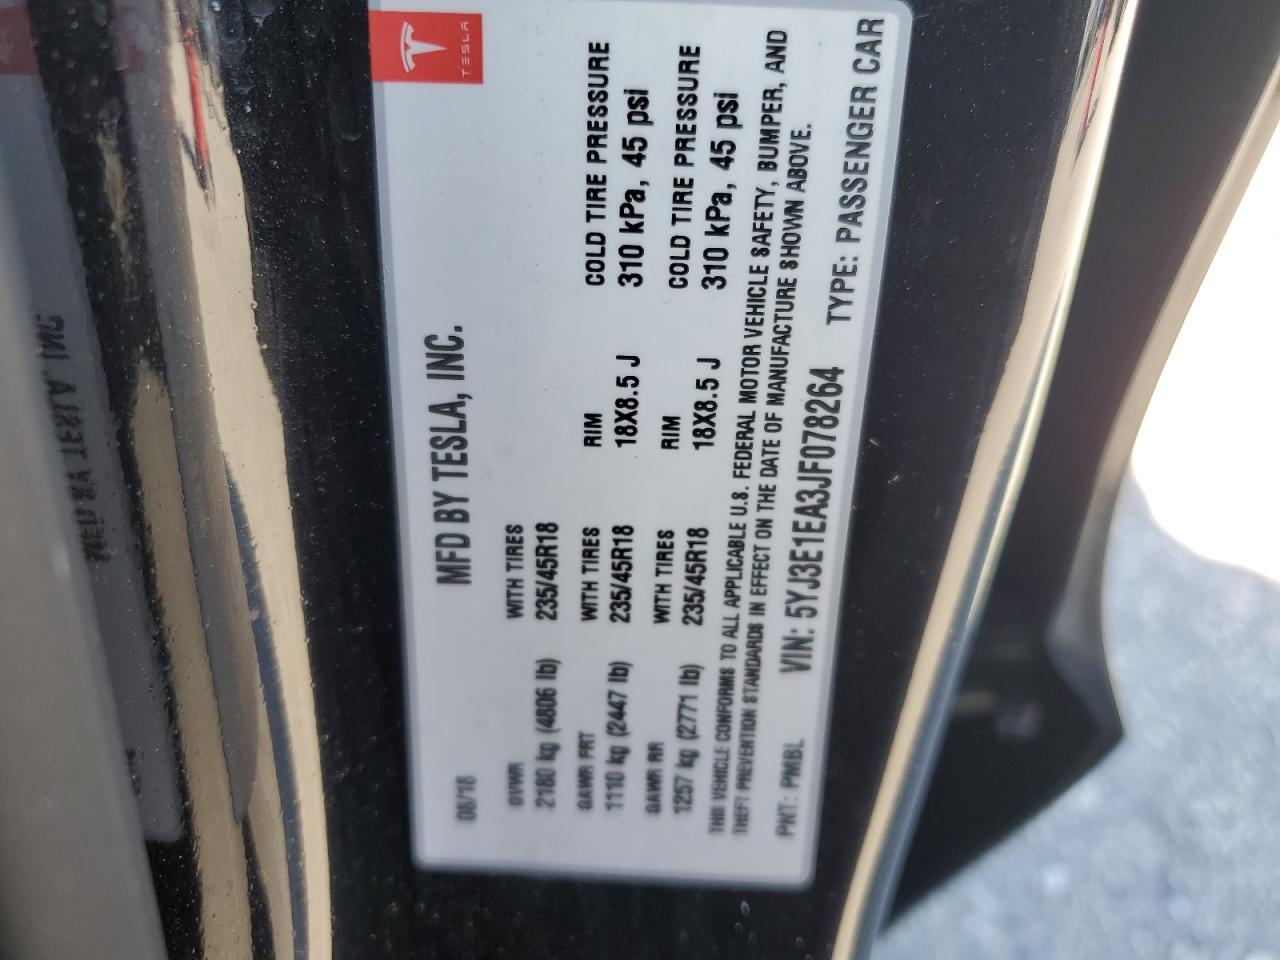 TESLA
MFD BY TESLA, INC.
08/18
GVWR WITH TIRES
2180 kg (4806 lb) 235/45R18
GAWR FRT WITH TIRES RIM COLD TIRE PRESSURE
1110 kg (2447 lb) 235/45R18 18X8.5 J 310 kPa, 45 psi
GAWR RR WITH TIRES RIM COLD TIRE PRESSURE
1257 kg (2771 lb) 235/45R18 18X8.5 J 310 kPa, 45 psi
THIS VEHICLE CONFORMS TO ALL APPLICABLE U.S. FEDERAL MOTOR VEHICLE SAFETY, BUMPER, AND
THEFT PREVENTION STANDARDS IN EFFECT ON THE DATE OF MANUFACTURE SHOWN ABOVE.
PNT: PMBL VIN: 5YJ3E1EA3JF078264 TYPE: PASSENGER CAR